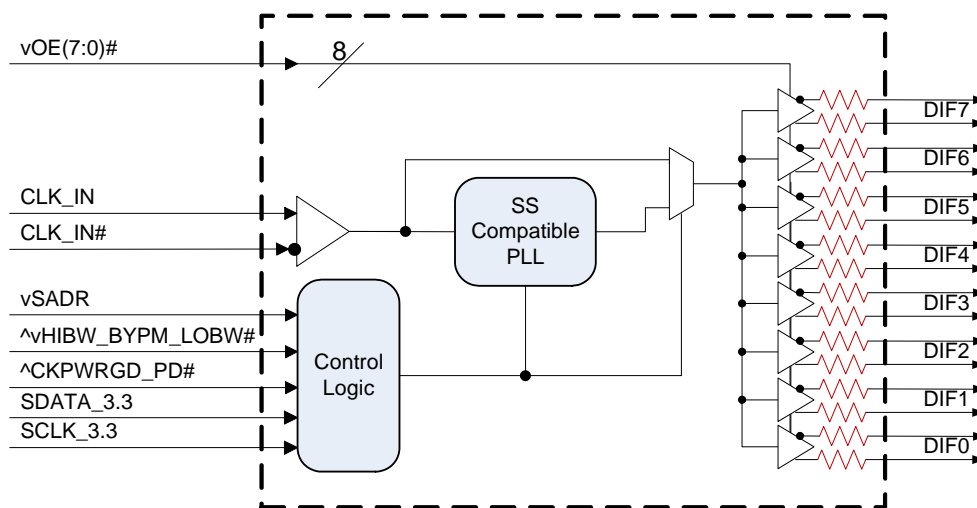 vOE(7:0)#
8
DIF7
DIF6
DIF5
DIF4
DIF3
DIF2
DIF1
DIF0
CLK_IN
CLK_IN#
SS
Compatible
PLL
vSADR
^vHIBW_BYPM_LOBW#
^CKPWRGD_PD#
SDATA_3.3
SCLK_3.3
Control
Logic